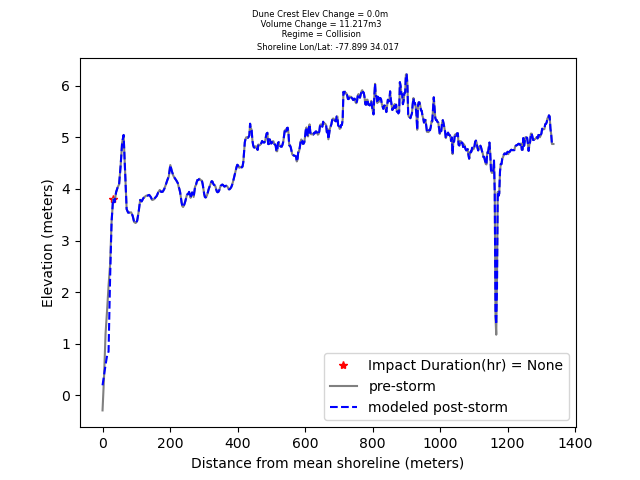 Dune Crest Elev Change = 0.0m
Volume Change = 11.217m3
Regime = Collision
Shoreline Lon/Lat: -77.899 34.017
6
5
4
3
2
1
0
Elevation (meters)
Impact Duration(hr) = None
pre-storm
modeled post-storm
0 200 400 600 800 1000 1200 1400
Distance from mean shoreline (meters)